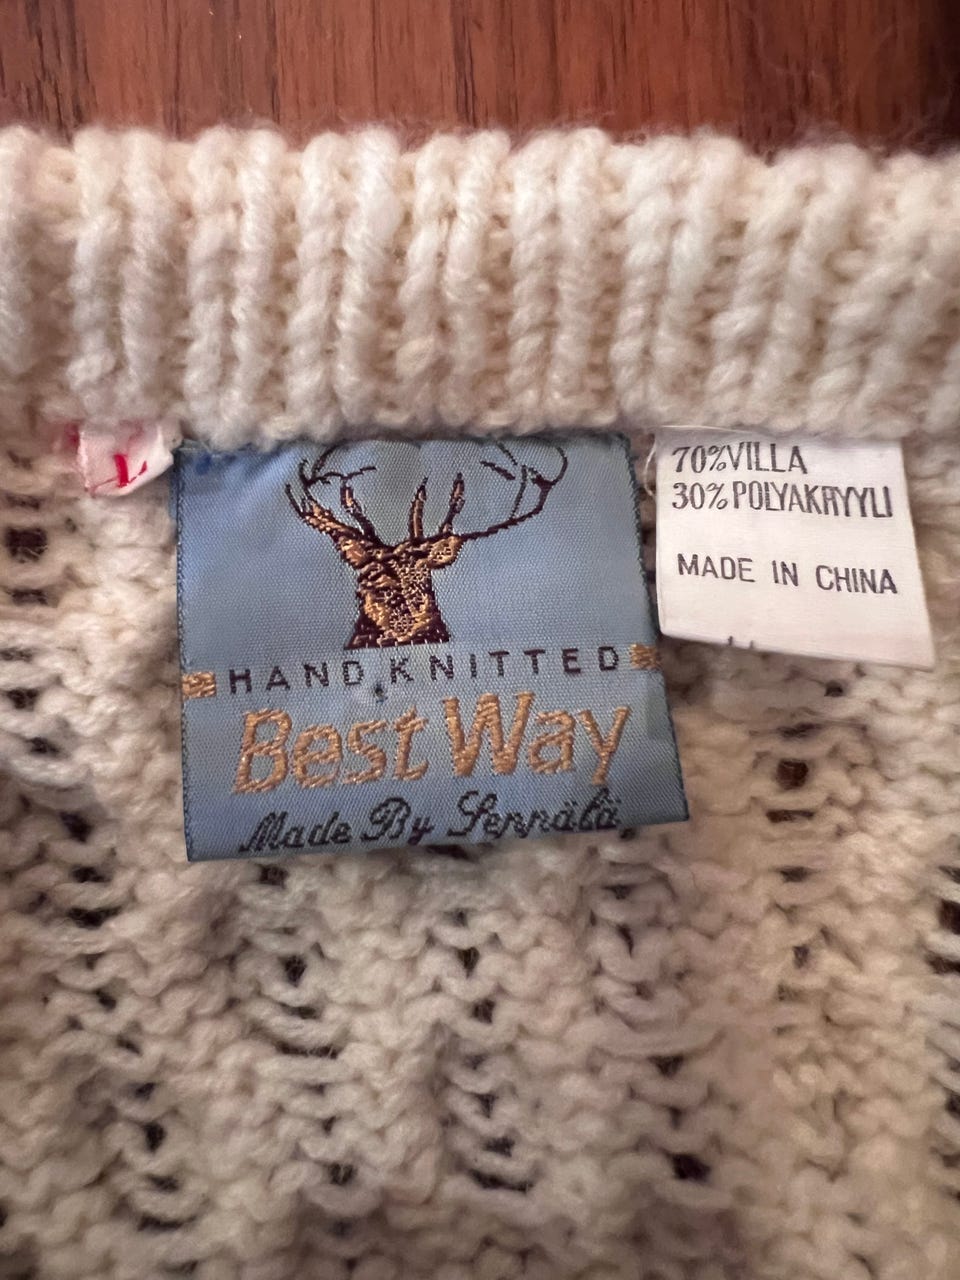 L
HAND KNITTED
Best Way
Made By Seppälä
70%VILLA
30%POLYAKRYYLI
MADE IN CHINA